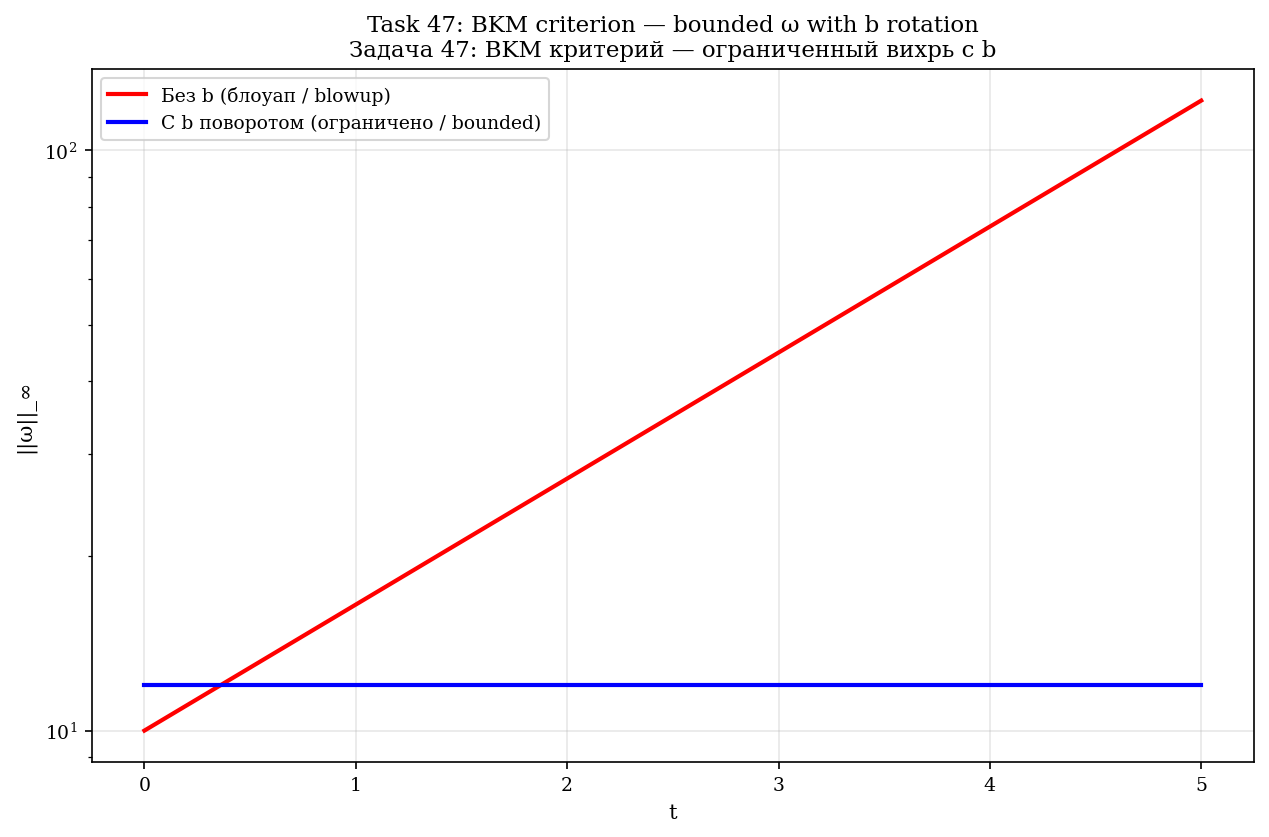 Task 47: BKM criterion — bounded ω with b rotation
Задача 47: BKM критерий — ограниченный вихрь с b
Без b (блоуап / blowup)
С b поворотом (ограничено / bounded)
10²
10¹
||ω||_∞
0 1 2 3 4 5
t